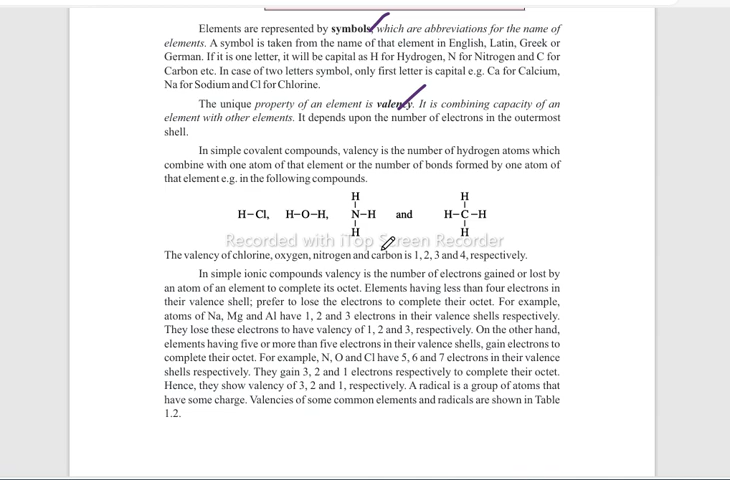 Elements are represented by symbols, which are abbreviations for the name of
elements. A symbol is taken from the name of that element in English, Latin, Greek or
German. If it is one letter, it will be capital as H for Hydrogen, N for Nitrogen and C for
Carbon etc. In case of two letters symbol, only first letter is capital e.g. Ca for Calcium,
Na for Sodium and Cl for Chlorine.
The unique property of an element is valency. It is combining capacity of an
element with other elements. It depends upon the number of electrons in the outermost
shell.
In simple covalent compounds, valency is the number of hydrogen atoms which
combine with one atom of that element or the number of bonds formed by one atom of
that element e.g. in the following compounds.
H H
H–Cl, H–O–H, N–H and H–C–H
H H
Recorded with iTop Screen Recorder
The valency of chlorine, oxygen, nitrogen and carbon is 1, 2, 3 and 4, respectively.
In simple ionic compounds valency is the number of electrons gained or lost by
an atom of an element to complete its octet. Elements having less than four electrons in
their valence shell; prefer to lose the electrons to complete their octet. For example,
atoms of Na, Mg and Al have 1, 2 and 3 electrons in their valence shells respectively.
They lose these electrons to have valency of 1, 2 and 3, respectively. On the other hand,
elements having five or more than five electrons in their valence shells, gain electrons to
complete their octet. For example, N, O and Cl have 5, 6 and 7 electrons in their valence
shells respectively. They gain 3, 2 and 1 electrons respectively to complete their octet.
Hence, they show valency of 3, 2 and 1, respectively. A radical is a group of atoms that
have some charge. Valencies of some common elements and radicals are shown in Table
1.2.